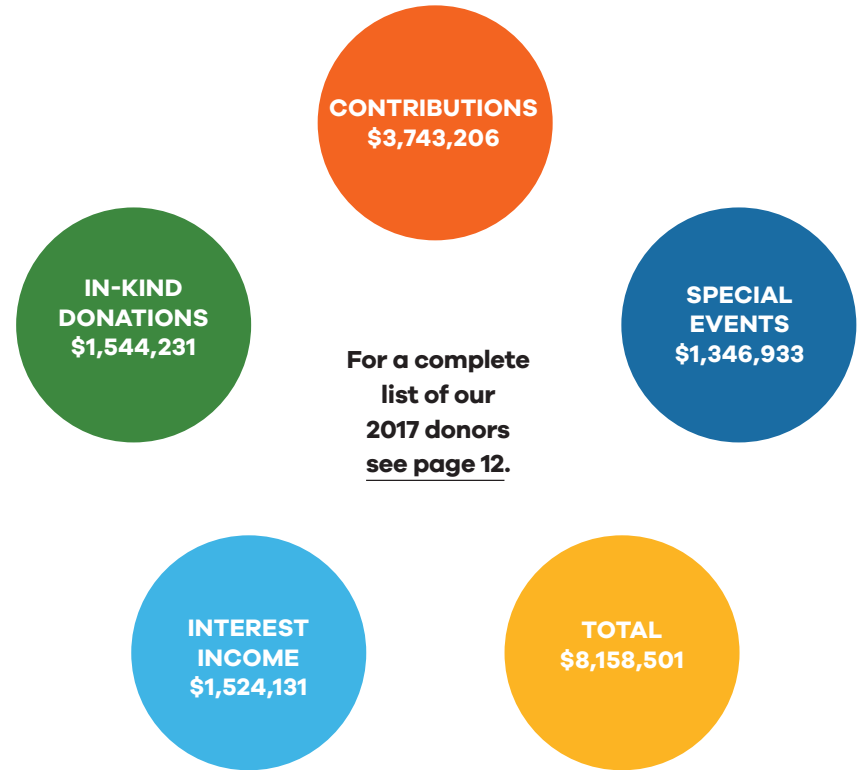 CONTRIBUTIONS
$3,743,206
IN-KIND
DONATIONS
$1,544,231
SPECIAL
EVENTS
$1,346,933
For a complete
list of our
2017 donors
see page 12.
INTEREST
INCOME
$1,524,131
TOTAL
$8,158,501